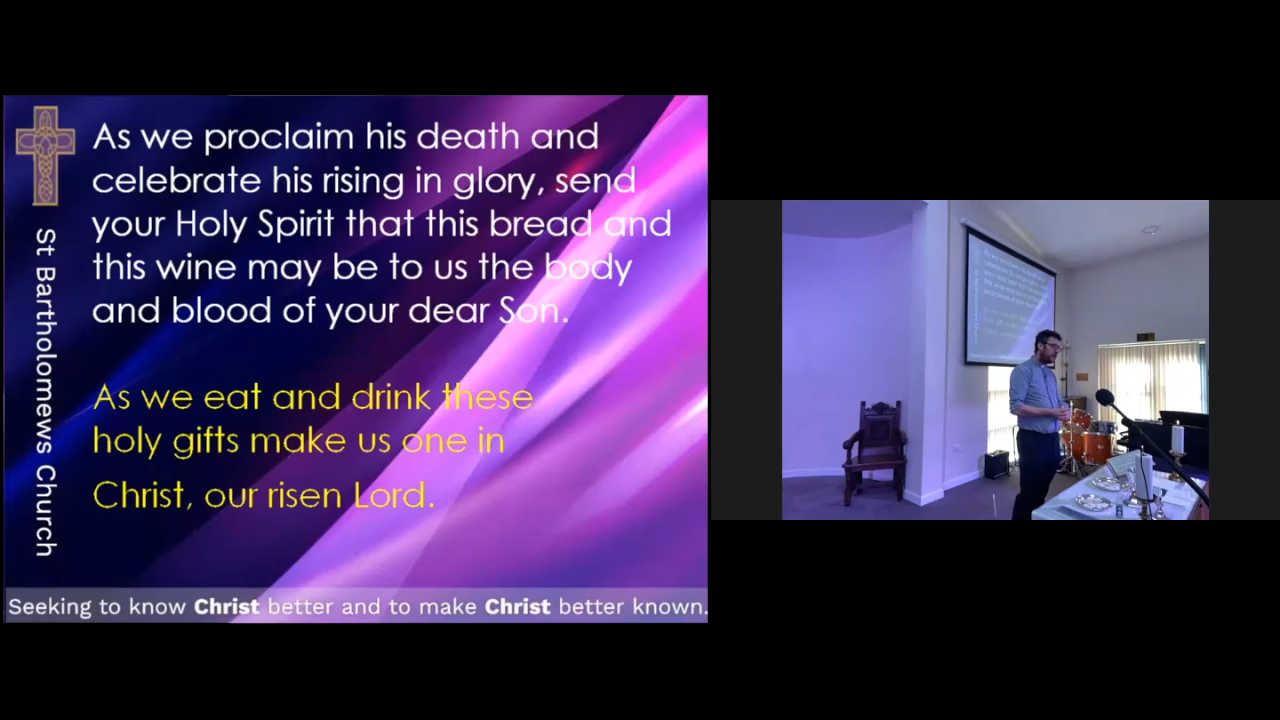 As we proclaim his death and
celebrate his rising in glory, send
your Holy Spirit that this bread and
this wine may be to us the body
and blood of your dear Son.
As we eat and drink these
holy gifts make us one in
Christ, our risen Lord.
St Bartholomews Church
Seeking to know Christ better and to make Christ better known.